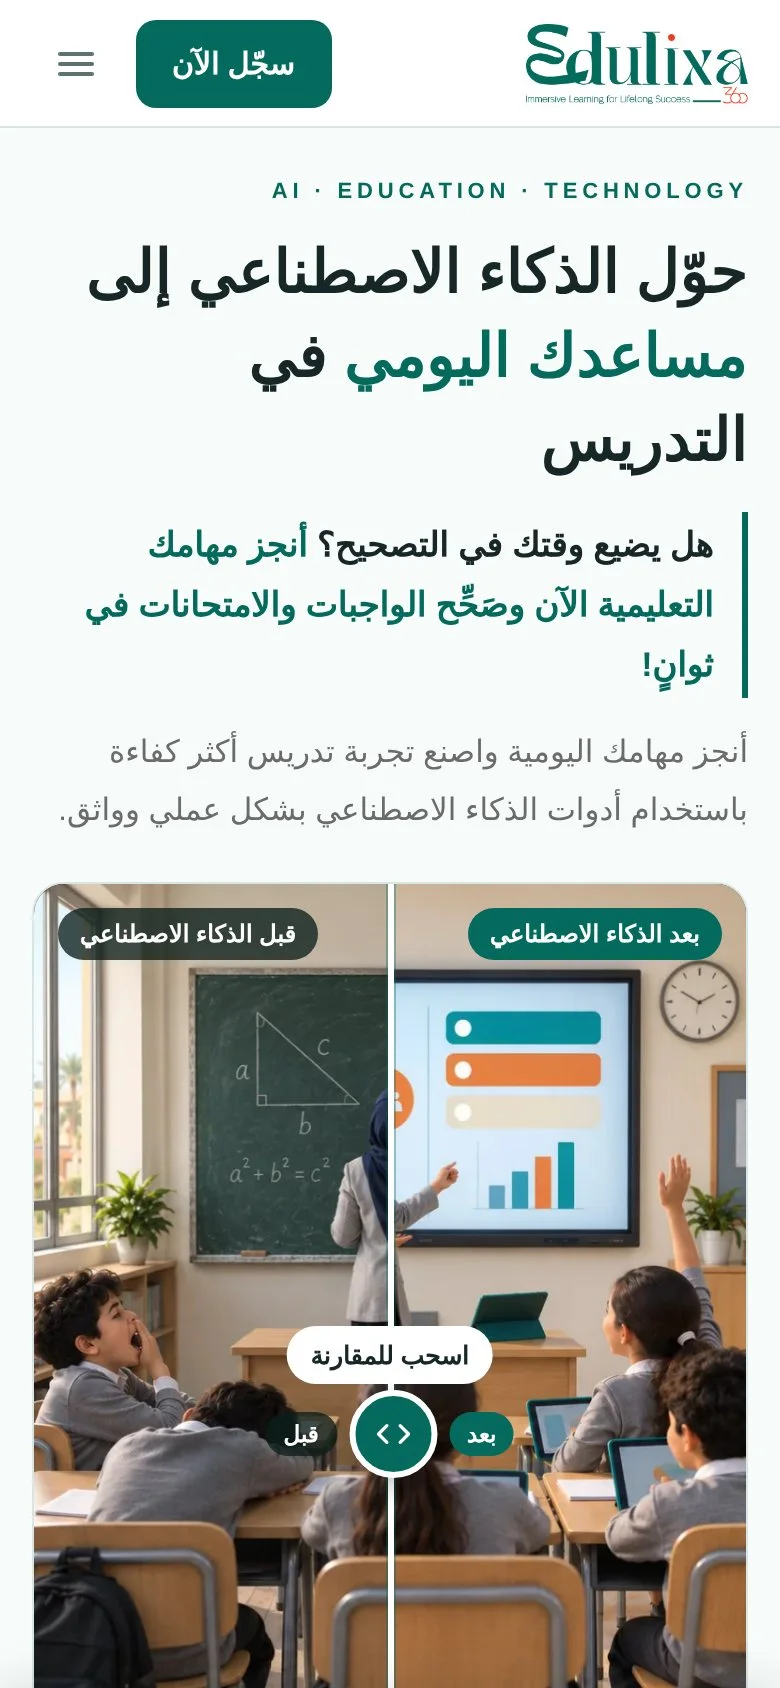 Edulixa
Immersive Learning for Lifelong Success 360
سجّل الآن
AI · EDUCATION · TECHNOLOGY
حوّل الذكاء الاصطناعي إلى
مساعدك اليومي في
التدريس
هل يضيع وقتك في التصحيح؟ أنجز مهامك
التعليمية الآن وصَحِّح الواجبات والامتحانات في
ثوانٍ!
أنجز مهامك اليومية واصنع تجربة تدريس أكثر كفاءة
باستخدام أدوات الذكاء الاصطناعي بشكل عملي وواثق.
بعد الذكاء الاصطناعي
قبل الذكاء الاصطناعي
c
a
b
a² + b² = c²
اسحب للمقارنة
بعد
قبل